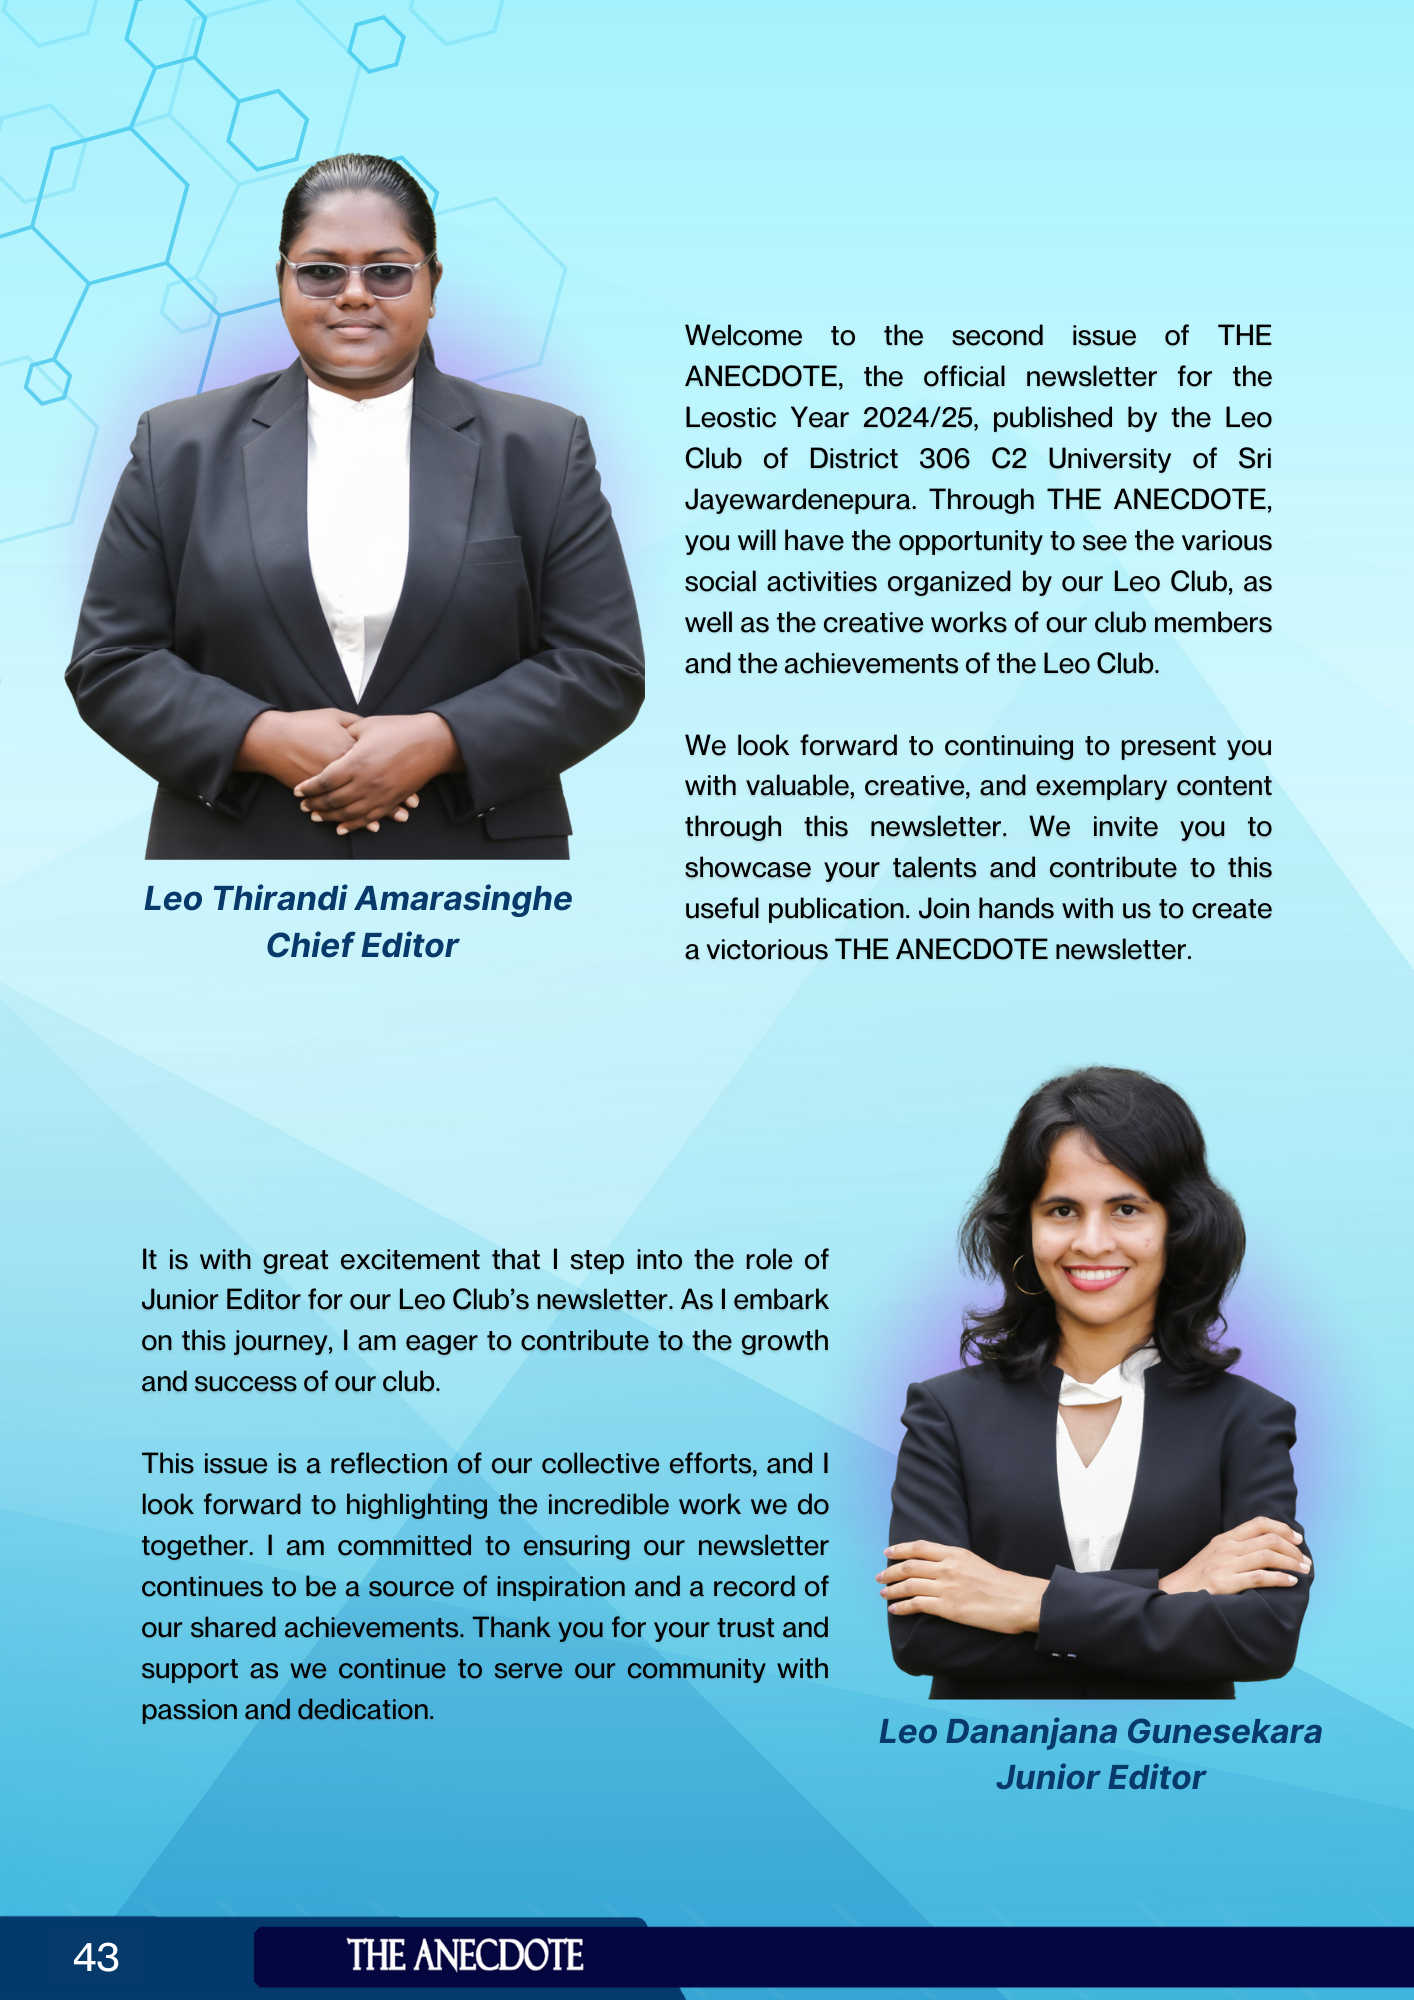 Welcome to the second issue of THE
ANECDOTE, the official newsletter for the
Leostic Year 2024/25, published by the Leo
Club of District 306 C2 University of Sri
Jayewardenepura. Through THE ANECDOTE,
you will have the opportunity to see the various
social activities organized by our Leo Club, as
well as the creative works of our club members
and the achievements of the Leo Club.
We look forward to continuing to present you
with valuable, creative, and exemplary content
through this newsletter. We invite you to
showcase your talents and contribute to this
useful publication. Join hands with us to create
a victorious THE ANECDOTE newsletter.
Leo Thirandi Amarasinghe
Chief Editor
It is with great excitement that I step into the role of
Junior Editor for our Leo Club’s newsletter. As I embark
on this journey, I am eager to contribute to the growth
and success of our club.
This issue is a reflection of our collective efforts, and I
look forward to highlighting the incredible work we do
together. I am committed to ensuring our newsletter
continues to be a source of inspiration and a record of
our shared achievements. Thank you for your trust and
support as we continue to serve our community with
passion and dedication.
Leo Dananjana Gunesekara
Junior Editor
43
THE ANECDOTE